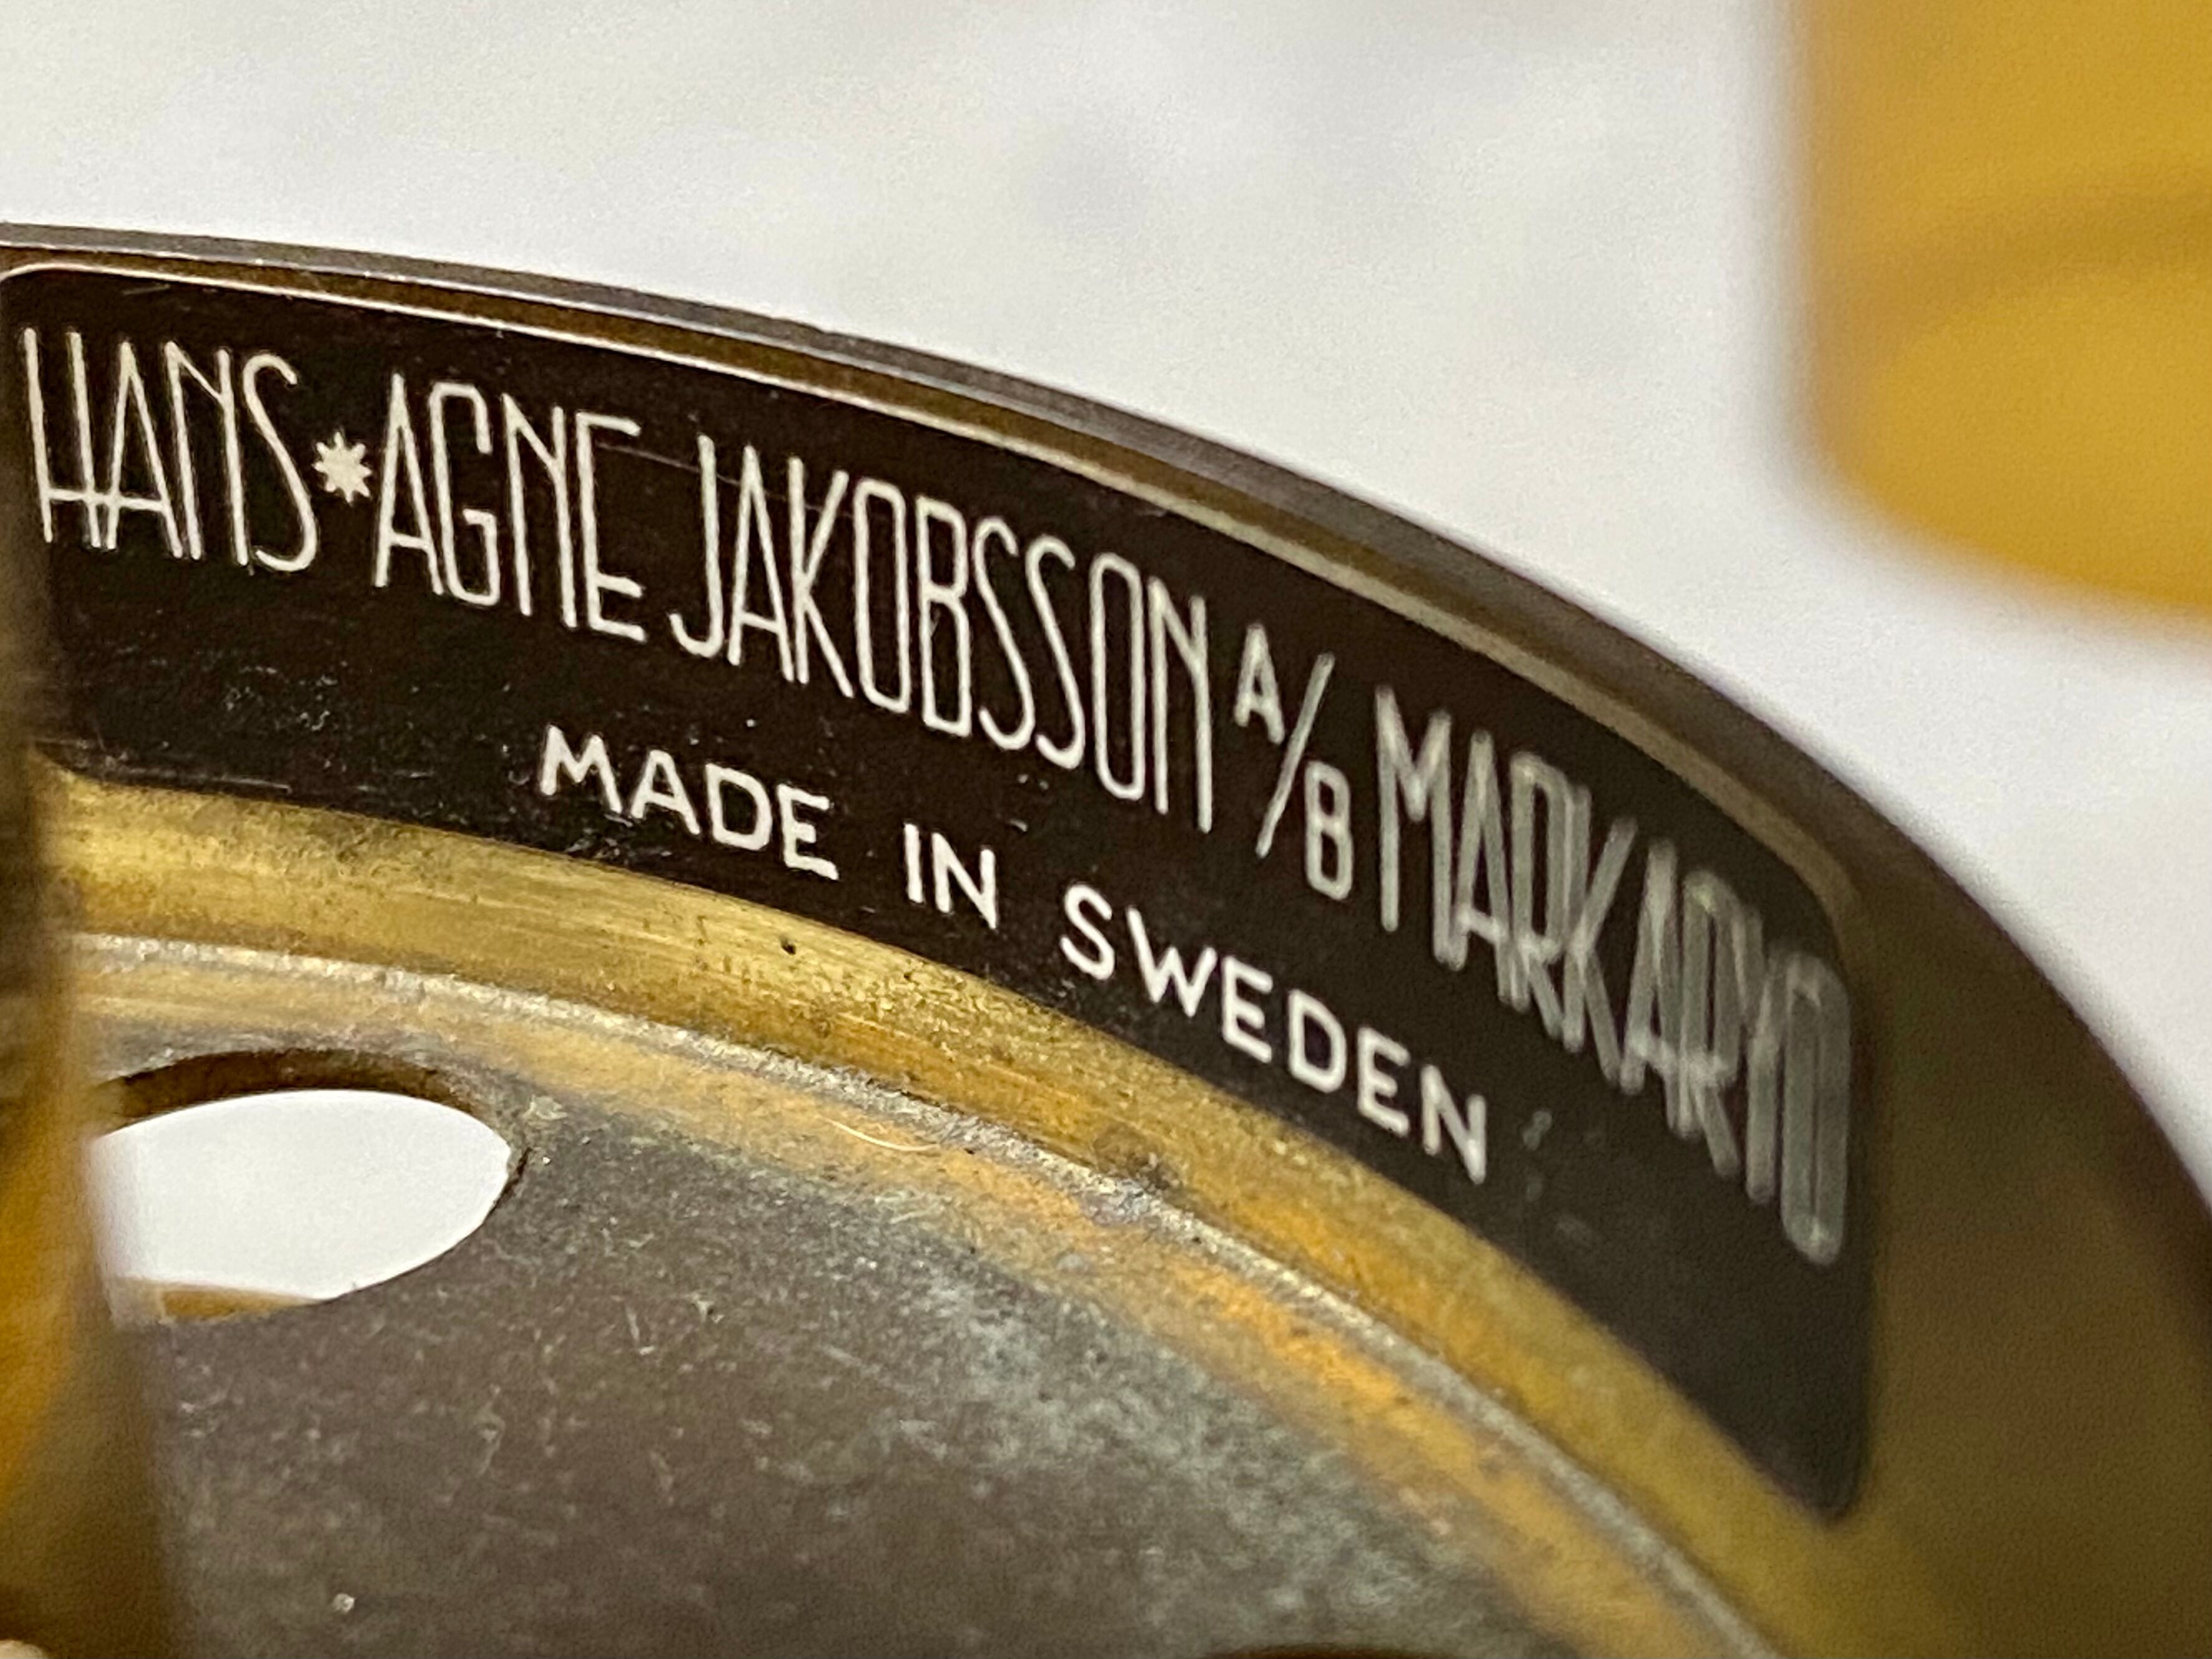 HANS*AGNE JAKOBSSON A/B MARKARYD
MADE IN SWEDEN